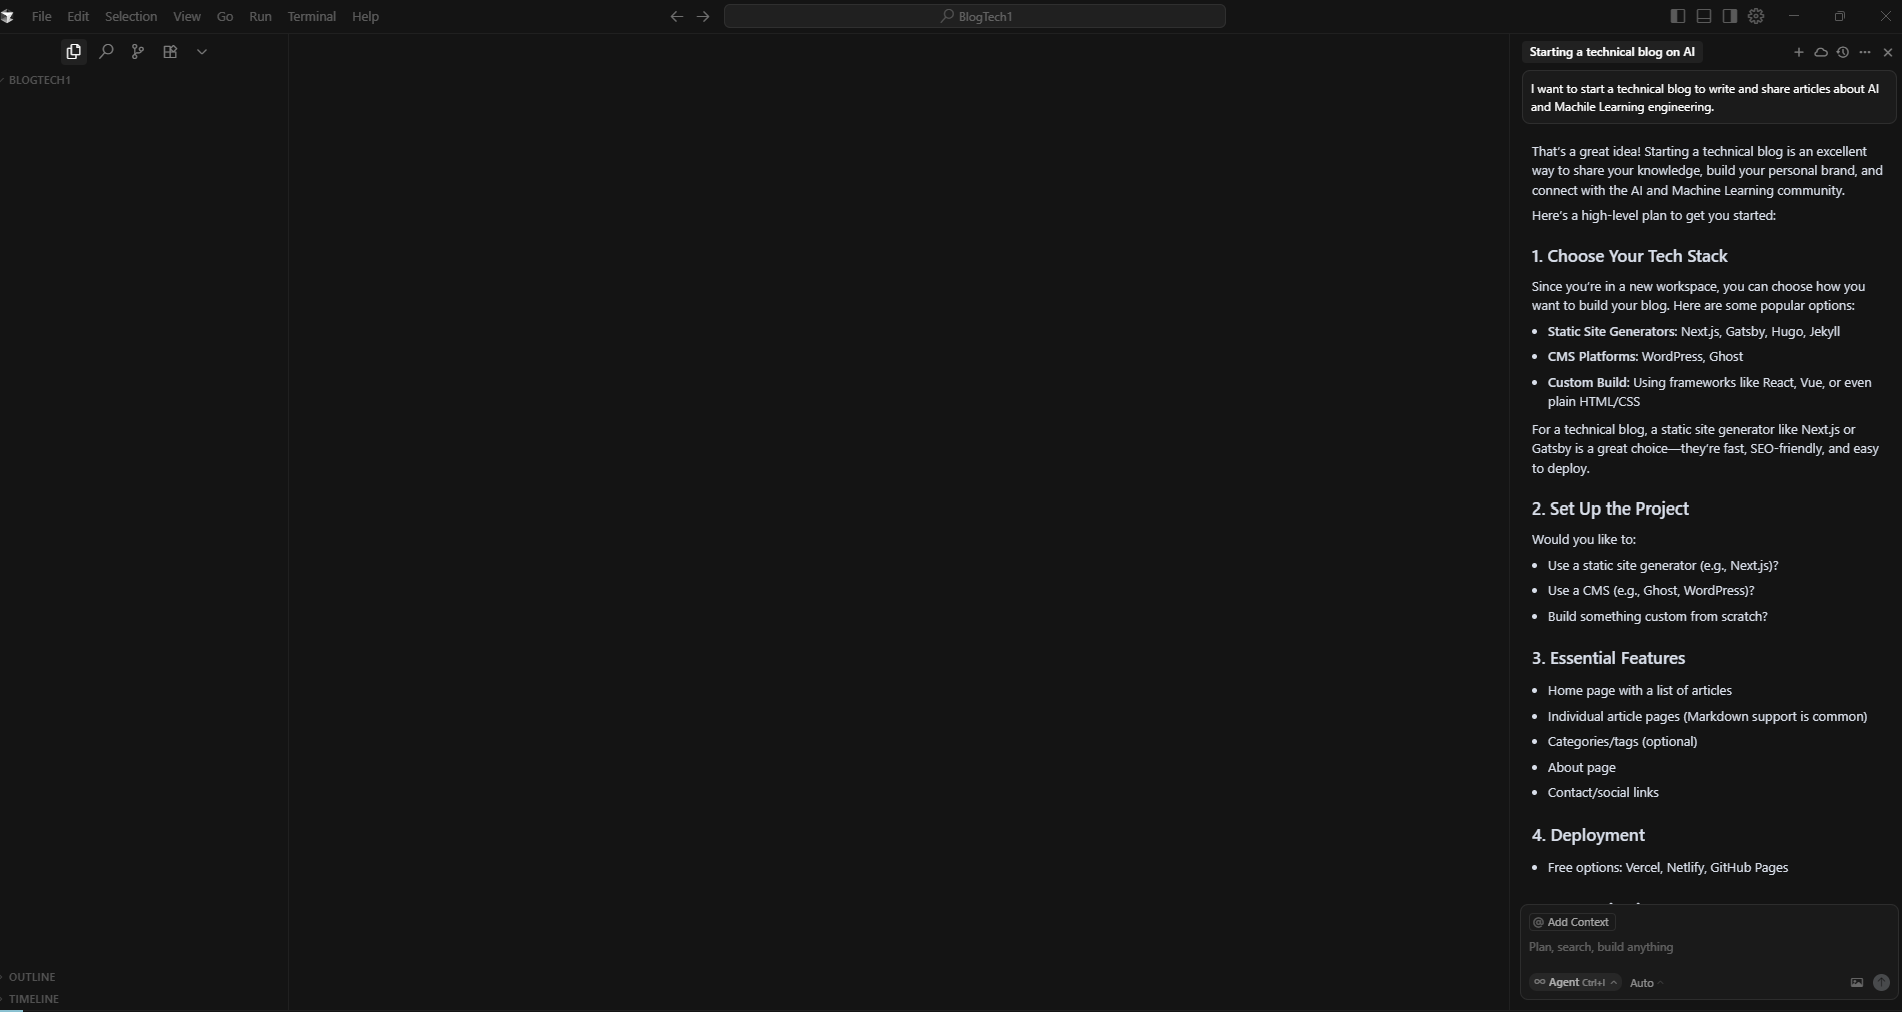 File Edit Selection View Go Run Terminal Help
BlogTech1
BLOGTECH1
OUTLINE
TIMELINE
Starting a technical blog on AI
I want to start a technical blog to write and share articles about AI
and Machile Learning engineering.
That's a great idea! Starting a technical blog is an excellent
way to share your knowledge, build your personal brand, and
connect with the AI and Machine Learning community.
Here's a high-level plan to get you started:
1. Choose Your Tech Stack
Since you're in a new workspace, you can choose how you
want to build your blog. Here are some popular options:
• Static Site Generators: Next.js, Gatsby, Hugo, Jekyll
• CMS Platforms: WordPress, Ghost
• Custom Build: Using frameworks like React, Vue, or even
plain HTML/CSS
For a technical blog, a static site generator like Next.js or
Gatsby is a great choice—they're fast, SEO-friendly, and easy
to deploy.
2. Set Up the Project
Would you like to:
• Use a static site generator (e.g., Next.js)?
• Use a CMS (e.g., Ghost, WordPress)?
• Build something custom from scratch?
3. Essential Features
• Home page with a list of articles
• Individual article pages (Markdown support is common)
• Categories/tags (optional)
• About page
• Contact/social links
4. Deployment
• Free options: Vercel, Netlify, GitHub Pages
@ Add Context
Plan, search, build anything
∞ Agent Ctrl+I Auto